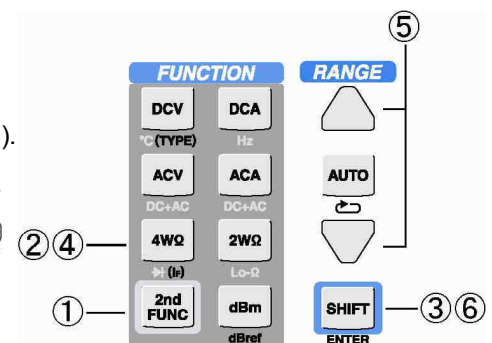 ⑤
FUNCTION RANGE
DCV DCA
).
°C(TYPE) Hz
ACV ACA AUTO
DC+AC DC+AC
②④ 4WΩ 2WΩ
(IF) Lo-Ω
① 2nd FUNC dBm SHIFT ③⑥
dBref ENTER